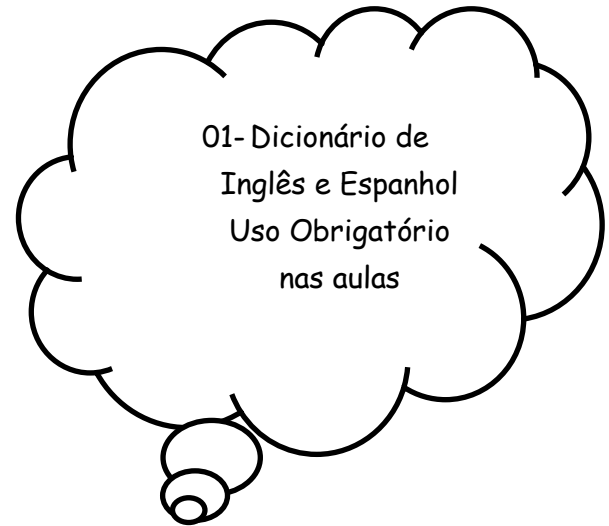 01- Dicionário de
Inglês e Espanhol
Uso Obrigatório
nas aulas